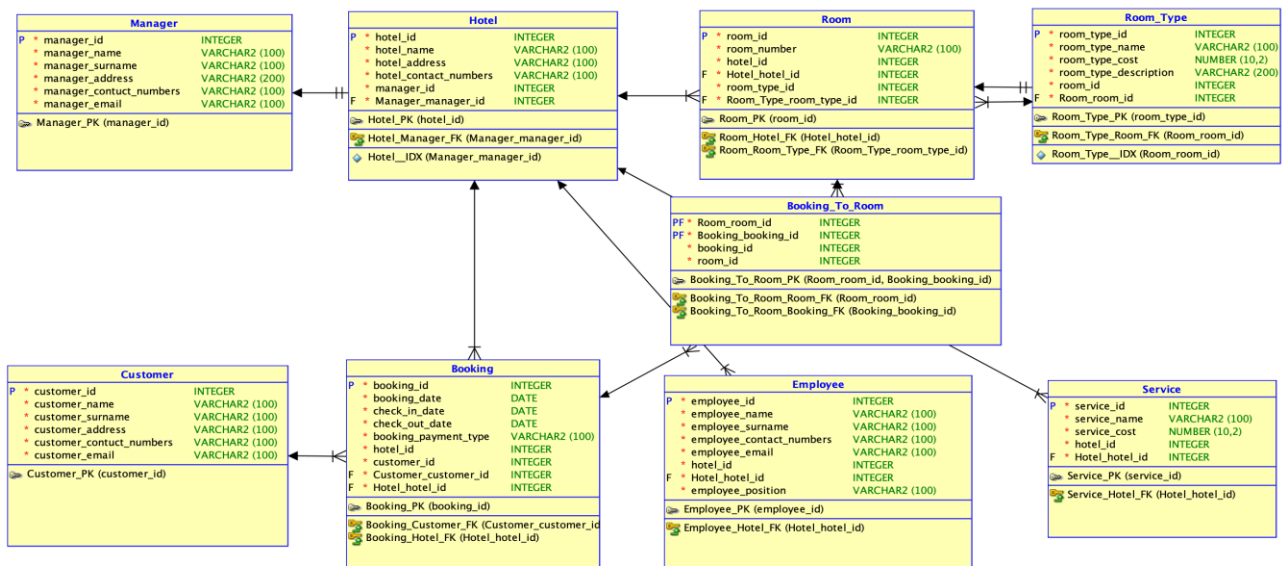 Manager
P * manager_id INTEGER
* manager_name VARCHAR2 (100)
* manager_surname VARCHAR2 (100)
* manager_address VARCHAR2 (200)
* manager_contuct_numbers VARCHAR2 (100)
* manager_email VARCHAR2 (100)
Manager_PK (manager_id)
Hotel
P * hotel_id INTEGER
* hotel_name VARCHAR2 (100)
* hotel_address VARCHAR2 (100)
* hotel_contact_numbers VARCHAR2 (100)
* manager_id INTEGER
F * Manager_manager_id INTEGER
Hotel_PK (hotel_id)
Hotel_Manager_FK (Manager_manager_id)
Hotel__IDX (Manager_manager_id)
Room
P * room_id INTEGER
* room_number VARCHAR2 (100)
* hotel_id INTEGER
F * Hotel_hotel_id INTEGER
* room_type_id INTEGER
F * Room_Type_room_type_id INTEGER
Room_PK (room_id)
Room_Hotel_FK (Hotel_hotel_id)
Room_Room_Type_FK (Room_Type_room_type_id)
Room_Type
P * room_type_id INTEGER
* room_type_name VARCHAR2 (100)
* room_type_cost NUMBER (10,2)
* room_type_description VARCHAR2 (200)
* room_id INTEGER
F * Room_room_id INTEGER
Room_Type_PK (room_type_id)
Room_Type_Room_FK (Room_room_id)
Room_Type__IDX (Room_room_id)
Booking_To_Room
PF * Room_room_id INTEGER
PF * Booking_booking_id INTEGER
* booking_id INTEGER
* room_id INTEGER
Booking_To_Room_PK (Room_room_id, Booking_booking_id)
Booking_To_Room_Room_FK (Room_room_id)
Booking_To_Room_Booking_FK (Booking_booking_id)
Customer
P * customer_id INTEGER
* customer_name VARCHAR2 (100)
* customer_surname VARCHAR2 (100)
* customer_address VARCHAR2 (100)
* customer_contuct_numbers VARCHAR2 (100)
* customer_email VARCHAR2 (100)
Customer_PK (customer_id)
Booking
P * booking_id INTEGER
* booking_date DATE
* check_in_date DATE
* check_out_date DATE
* booking_payment_type VARCHAR2 (100)
* hotel_id INTEGER
* customer_id INTEGER
F * Customer_customer_id INTEGER
F * Hotel_hotel_id INTEGER
Booking_PK (booking_id)
Booking_Customer_FK (Customer_customer_id
Booking_Hotel_FK (Hotel_hotel_id)
Employee
P * employee_id INTEGER
* employee_name VARCHAR2 (100)
* employee_surname VARCHAR2 (100)
* employee_contact_numbers VARCHAR2 (100)
* employee_email VARCHAR2 (100)
* hotel_id INTEGER
F * Hotel_hotel_id INTEGER
* employee_position VARCHAR2 (100)
Employee_PK (employee_id)
Employee_Hotel_FK (Hotel_hotel_id)
Service
P * service_id INTEGER
* service_name VARCHAR2 (100)
* service_cost NUMBER (10,2)
* hotel_id INTEGER
F * Hotel_hotel_id INTEGER
Service_PK (service_id)
Service_Hotel_FK (Hotel_hotel_id)